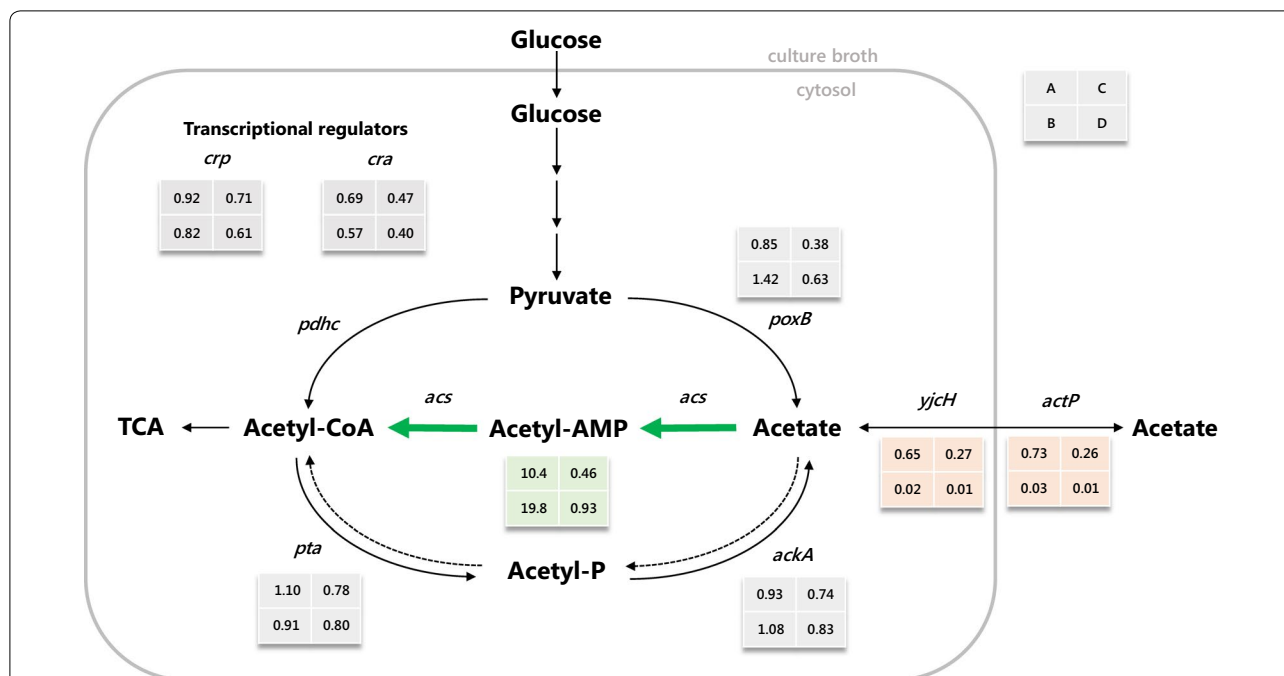 Glucose
culture broth
cytosol
A C
B D
Glucose
Transcriptional regulators
crp cra
0.92 0.71 0.69 0.47
0.82 0.61 0.57 0.40
0.85 0.38
1.42 0.63
Pyruvate
pdhc poxB
acs acs yjcH actP
TCA Acetyl-CoA Acetyl-AMP Acetate Acetate
0.65 0.27 0.73 0.26
0.02 0.01 0.03 0.01
10.4 0.46
19.8 0.93
pta ackA
Acetyl-P
1.10 0.78 0.93 0.74
0.91 0.80 1.08 0.83